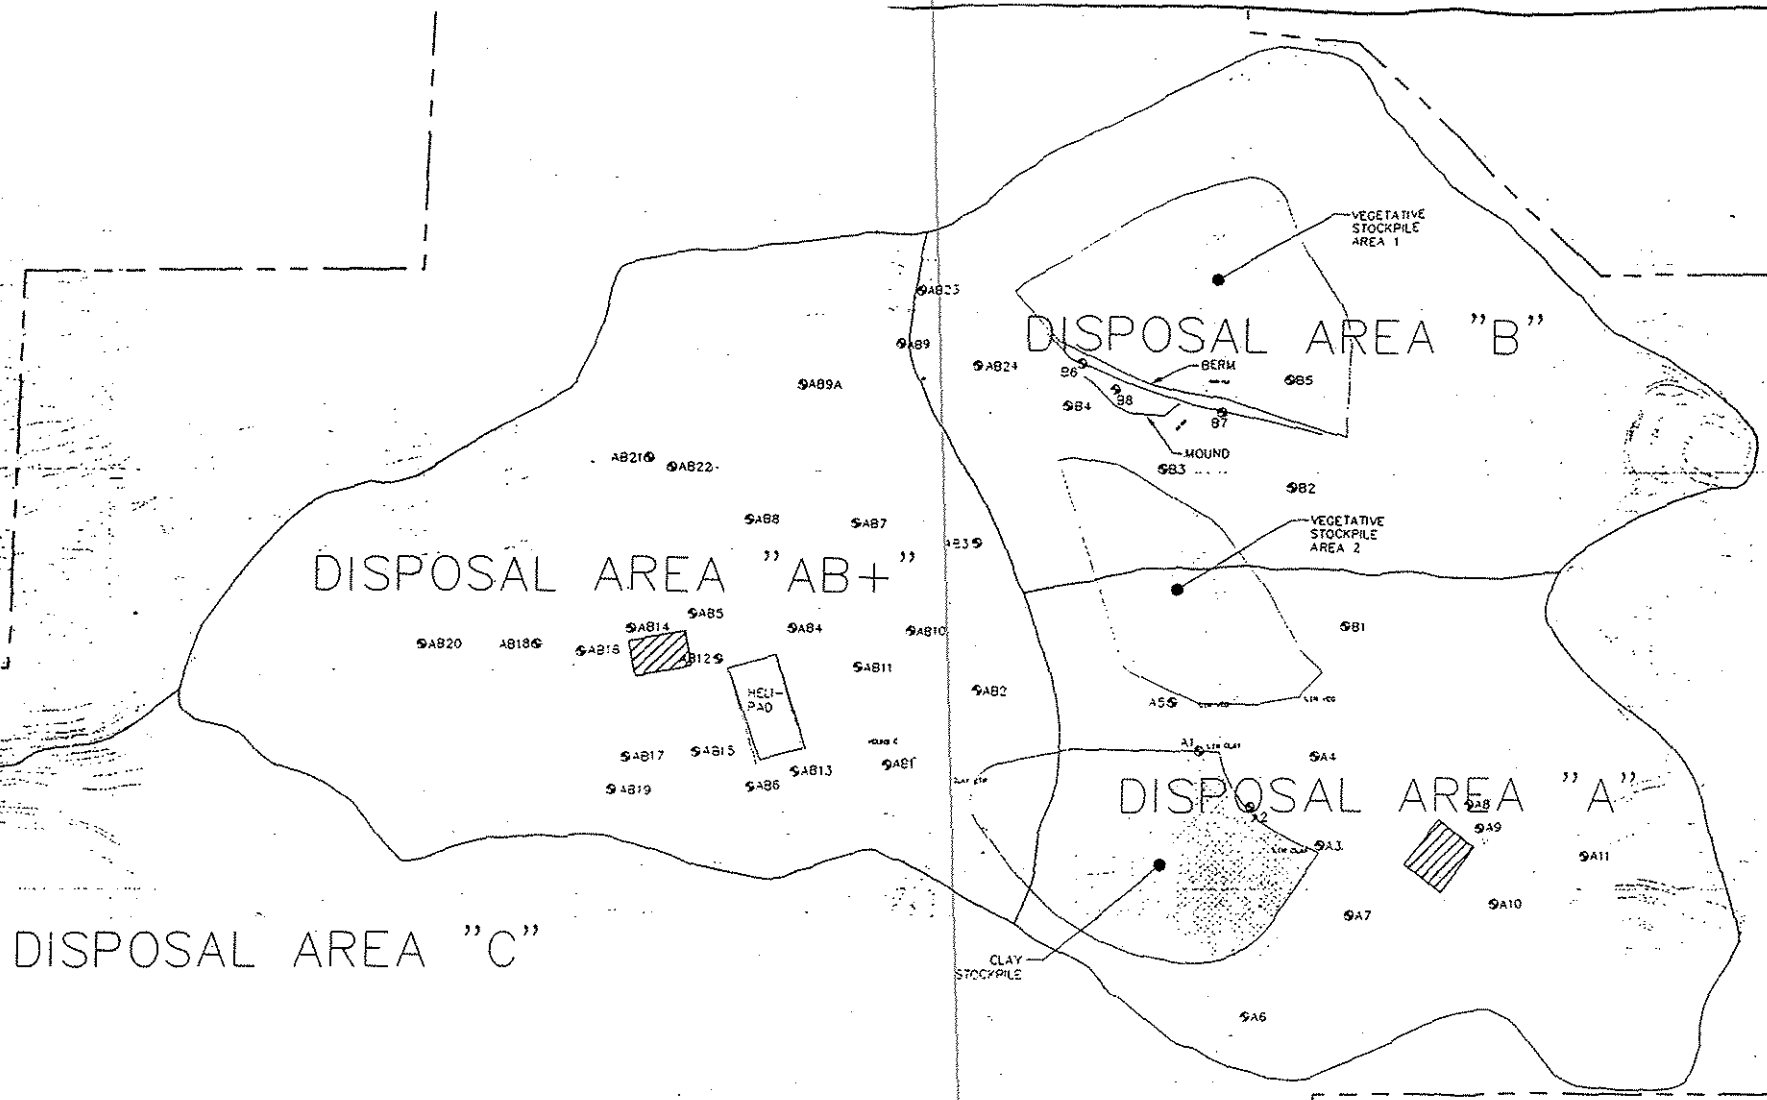 VEGETATIVE
STOCKPILE
AREA 1
AB23
DISPOSAL AREA "B"
AB9
AB24
B6
BERM
AB9A
B5
B8
B4
B7
MOUND
AB21
AB22
B3
B2
AB8
AB7
VEGETATIVE
STOCKPILE
AREA 2
AB3
DISPOSAL AREA "AB+"
AB5
AB14
AB4
AB10
B1
AB20
AB18
AB16
AB12
AB11
HELI-
PAD
AB2
A5
A1
AB17
AB15
A4
AB13
AB1
AB6
AB19
DISPOSAL AREA "A"
A8
A2
A9
A3
A11
A10
A7
DISPOSAL AREA "C"
CLAY
STOCKPILE
A6